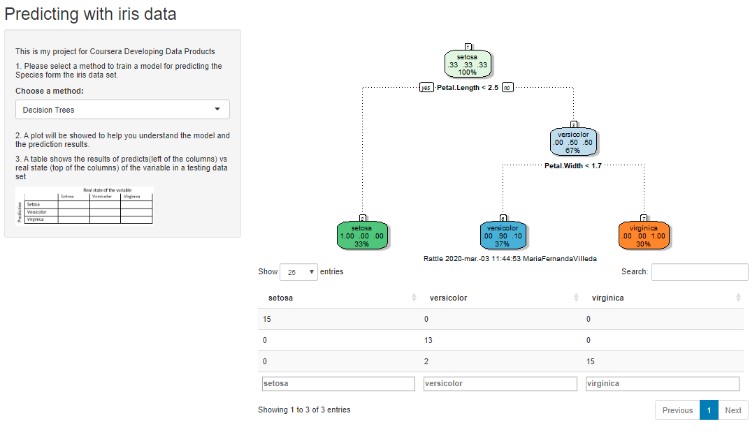 Predicting with iris data
This is my project for Coursera Developing Data Products
1. Please select a method to train a model for predicting the
Species form the iris data set.
Choose a method:
Decision Trees
2. A plot will be showed to help you understand the model and
the prediction results.
3. A table shows the results of predicts(left of the columns) vs
real state (top of the columns) of the variable in a testing data
set
Real state of the variable
Setosa Versicolor Virginica
Prediction
Setosa
Versicolor
Virginica
1
setosa
.33 .33 .33
100%
yes Petal.Length < 2.5 no
3
versicolor
.00 .50 .50
67%
Petal.Width < 1.7
2
setosa
1.00 .00 .00
33%
6
versicolor
.00 .90 .10
37%
7
virginica
.00 .00 1.00
30%
Rattle 2020-mar.-03 11:44:53 MariaFernandaVilleda
Show 25 entries
Search:
setosa versicolor virginica
15 0 0
0 13 0
0 2 15
setosa versicolor virginica
Showing 1 to 3 of 3 entries
Previous 1 Next